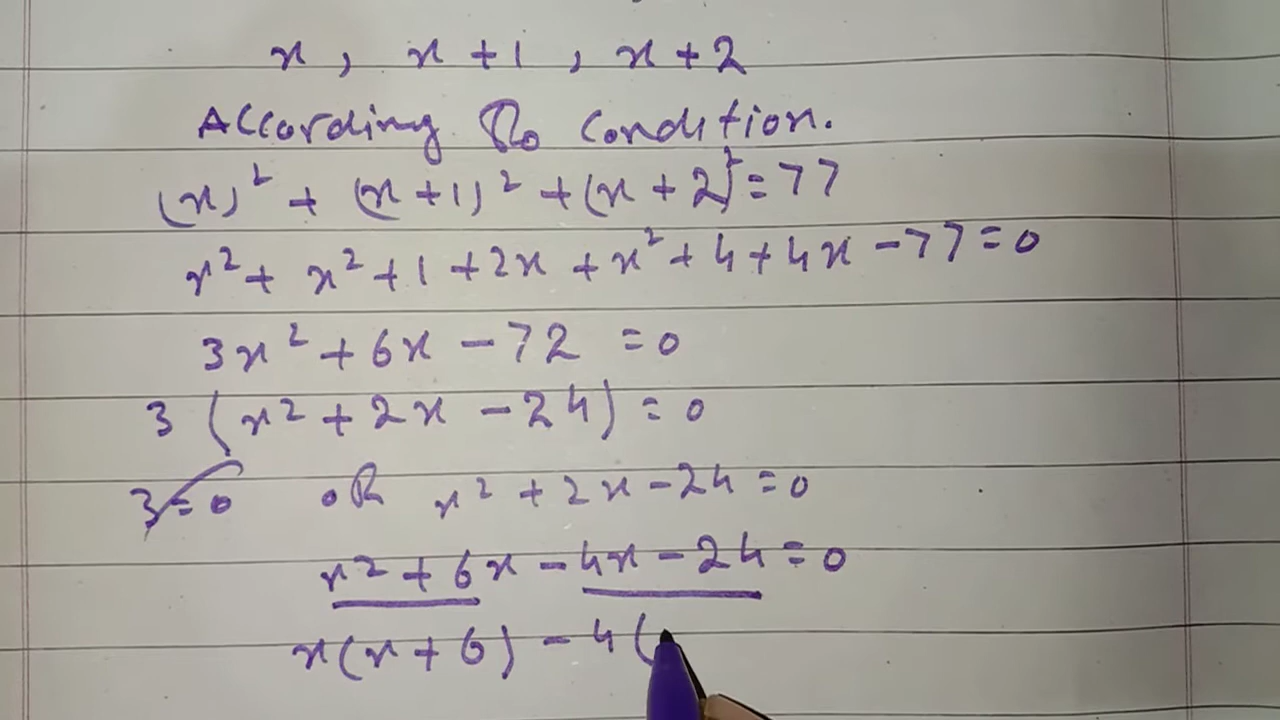 x, x+1, x+2
According To Condition.
(x)² + (x+1)² + (x+2)² = 77
x² + x² + 1 + 2x + x² + 4 + 4x - 77 = 0
3x² + 6x - 72 = 0
3 (x² + 2x - 24) = 0
3=0 OR x² + 2x - 24 = 0
x² + 6x - 4x - 24 = 0
x(x+6) - 4(